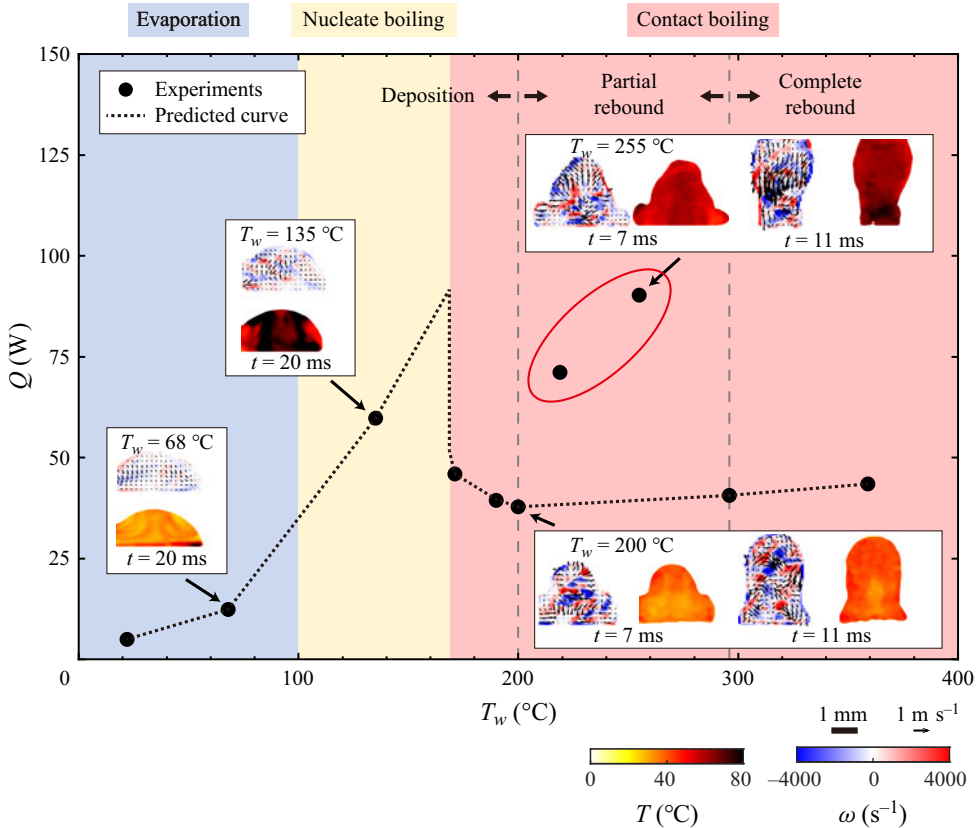 Evaporation
Nucleate boiling
Contact boiling
150
125
100
75
50
25
Q (W)
Experiments
Predicted curve
Deposition
Partial
rebound
Complete
rebound
T_w = 255 °C
t = 7 ms
t = 11 ms
T_w = 135 °C
t = 20 ms
T_w = 68 °C
t = 20 ms
T_w = 200 °C
t = 7 ms
t = 11 ms
0
100
200
300
400
T_w (°C)
1 mm
1 m s⁻¹
0
40
80
T (°C)
–4000
0
4000
ω (s⁻¹)